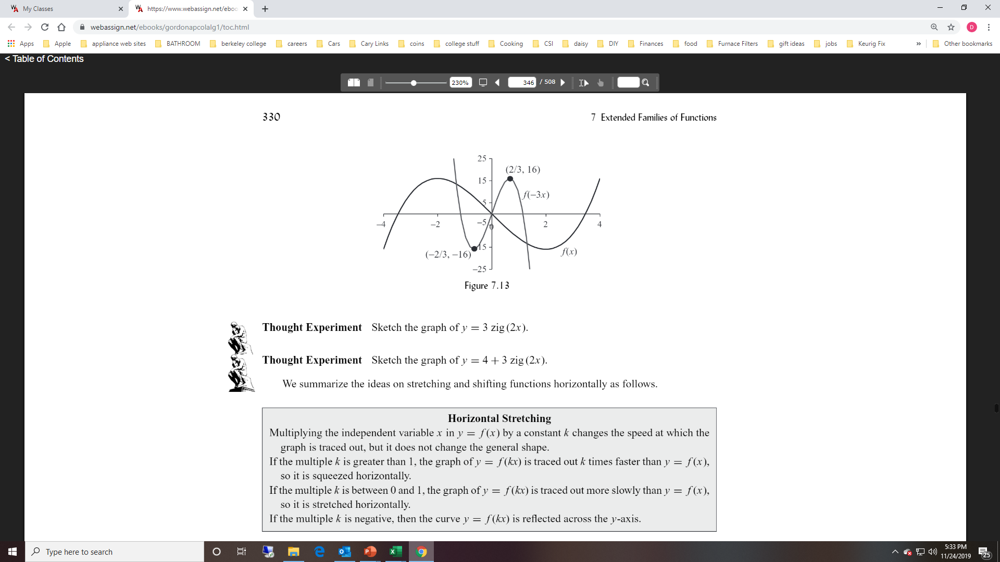 My Classes
https://www.webassign.net/eboo
webassign.net/ebooks/gordonapcolalg1/toc.html
D
Apps Apple appliance web sites BATHROOM berkeley college careers Cars Cary Links coins college stuff Cooking CSI daisy DIY Finances food Furnace Filters gift ideas jobs Keurig Fix » Other bookmarks
< Table of Contents
230% 346 / 508
330 7 Extended Families of Functions
25
(2/3, 16)
15
f(−3x)
5
−4 −2 −5 0 2 4
15
(−2/3, −16) f(x)
−25
Figure 7.13
Thought Experiment Sketch the graph of y = 3 zig (2x).
Thought Experiment Sketch the graph of y = 4 + 3 zig (2x).
We summarize the ideas on stretching and shifting functions horizontally as follows.
Horizontal Stretching
Multiplying the independent variable x in y = f(x) by a constant k changes the speed at which the
graph is traced out, but it does not change the general shape.
If the multiple k is greater than 1, the graph of y = f(kx) is traced out k times faster than y = f(x),
so it is squeezed horizontally.
If the multiple k is between 0 and 1, the graph of y = f(kx) is traced out more slowly than y = f(x),
so it is stretched horizontally.
If the multiple k is negative, then the curve y = f(kx) is reflected across the y-axis.
Type here to search
5:33 PM
11/24/2019
25